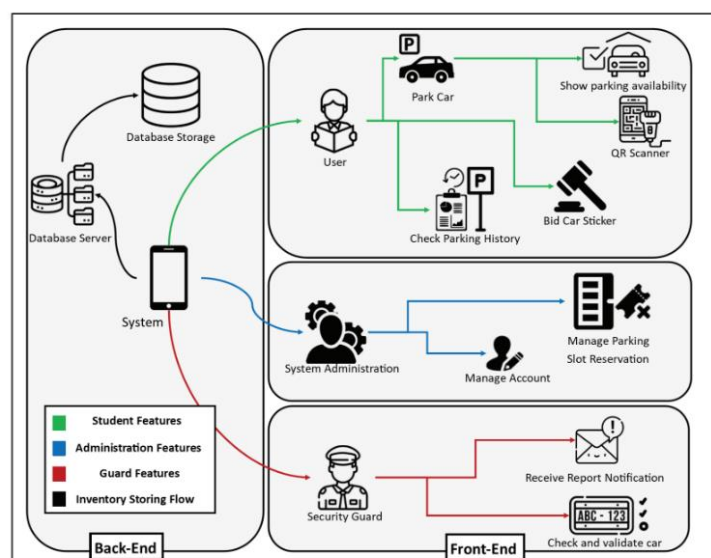 Database Storage
Database Server
System
Student Features
Administration Features
Guard Features
Inventory Storing Flow
Back-End
P
Park Car
Show parking availability
User
QR Scanner
P
Check Parking History
Bid Car Sticker
System Administration
Manage Parking
Slot Reservation
Manage Account
Security Guard
!
Receive Report Notification
ABC - 123
Check and validate car
Front-End